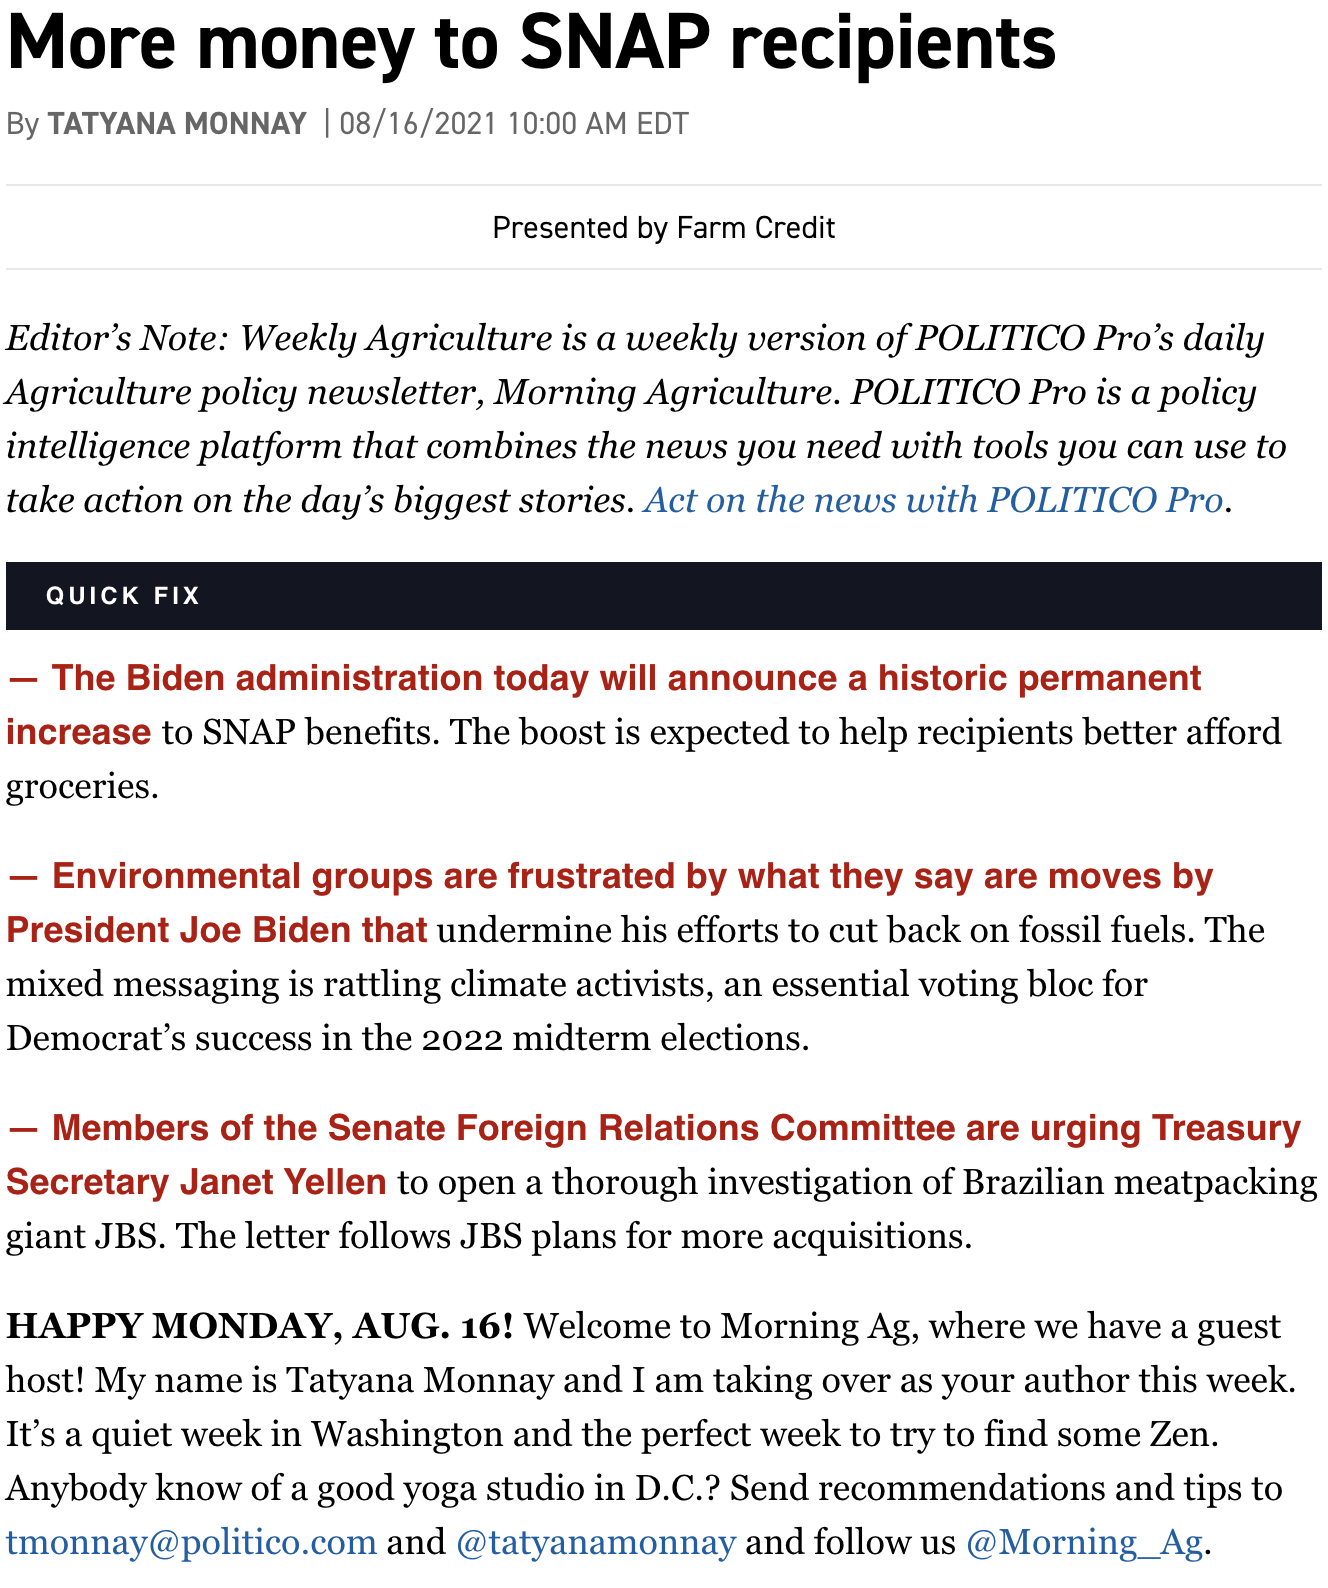 More money to SNAP recipients
By TATYANA MONNAY | 08/16/2021 10:00 AM EDT
Presented by Farm Credit
Editor’s Note: Weekly Agriculture is a weekly version of POLITICO Pro’s daily
Agriculture policy newsletter, Morning Agriculture. POLITICO Pro is a policy
intelligence platform that combines the news you need with tools you can use to
take action on the day’s biggest stories. Act on the news with POLITICO Pro.
QUICK FIX
— The Biden administration today will announce a historic permanent
increase to SNAP benefits. The boost is expected to help recipients better afford
groceries.
— Environmental groups are frustrated by what they say are moves by
President Joe Biden that undermine his efforts to cut back on fossil fuels. The
mixed messaging is rattling climate activists, an essential voting bloc for
Democrat’s success in the 2022 midterm elections.
— Members of the Senate Foreign Relations Committee are urging Treasury
Secretary Janet Yellen to open a thorough investigation of Brazilian meatpacking
giant JBS. The letter follows JBS plans for more acquisitions.
HAPPY MONDAY, AUG. 16! Welcome to Morning Ag, where we have a guest
host! My name is Tatyana Monnay and I am taking over as your author this week.
It’s a quiet week in Washington and the perfect week to try to find some Zen.
Anybody know of a good yoga studio in D.C.? Send recommendations and tips to
tmonnay@politico.com and @tatyanamonnay and follow us @Morning_Ag.